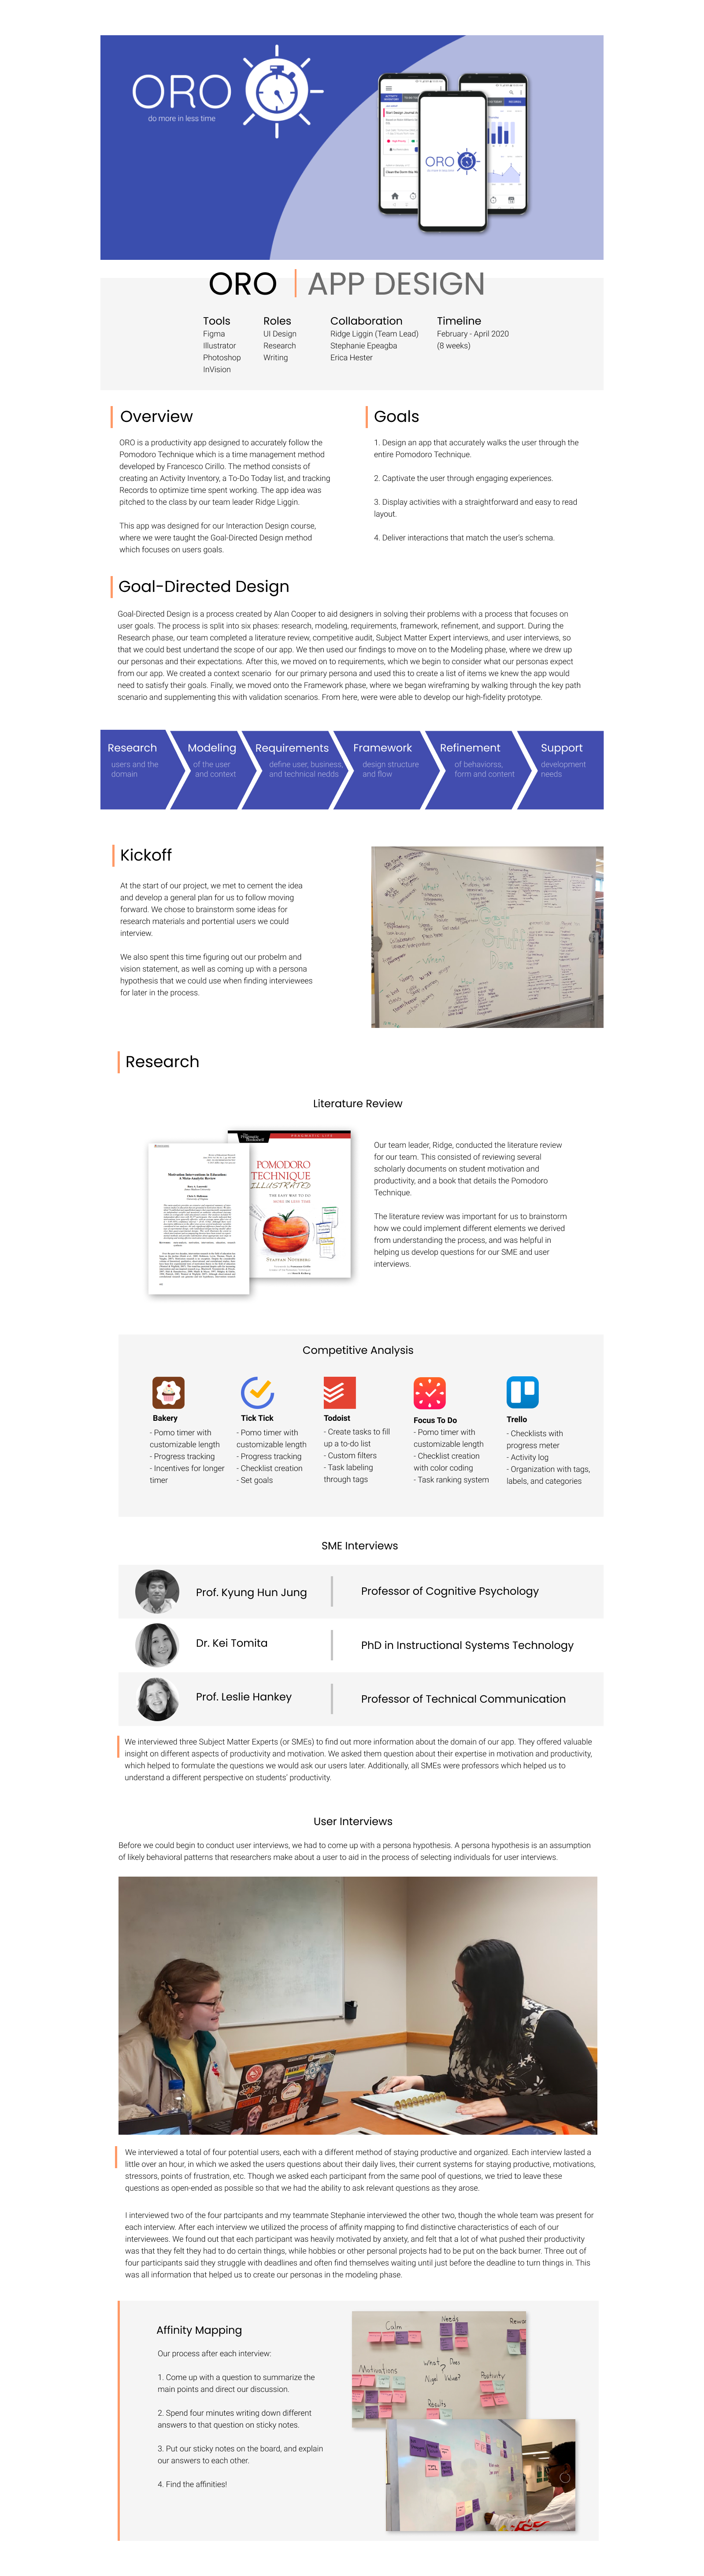 ORO
do more in less time
ORO
ORO | APP DESIGN
Tools
Figma
Illustrator
Photoshop
InVision
Roles
UI Design
Research
Writing
Collaboration
Ridge Liggin (Team Lead)
Stephanie Epeagba
Erica Hester
Timeline
February - April 2020
(8 weeks)
Overview
ORO is a productivity app designed to accurately follow the
Pomodoro Technique which is a time management method
developed by Francesco Cirillo. The method consists of
creating an Activity Inventory, a To-Do Today list, and tracking
Records to optimize time spent working. The app idea was
pitched to the class by our team leader Ridge Liggin.
This app was designed for our Interaction Design course,
where we were taught the Goal-Directed Design method
which focuses on users goals.
Goals
1. Design an app that accurately walks the user through the
entire Pomodoro Technique.
2. Captivate the user through engaging experiences.
3. Display activities with a straightforward and easy to read
layout.
4. Deliver interactions that match the user's schema.
Goal-Directed Design
Goal-Directed Design is a process created by Alan Cooper to aid designers in solving their problems with a process that focuses on
user goals. The process is split into six phases: research, modeling, requirements, framework, refinement, and support. During the
Research phase, our team completed a literature review, competitive audit, Subject Matter Expert interviews, and user interviews, so
that we could best undertand the scope of our app. We then used our findings to move on to the Modeling phase, where we drew up
our personas and their expectations. After this, we moved on to requirements, which we begin to consider what our personas expect
from our app. We created a context scenario for our primary persona and used this to create a list of items we knew the app would
need to satisfy their goals. Finally, we moved onto the Framework phase, where we began wireframing by walking through the key path
scenario and supplementing this with validation scenarios. From here, were were able to develop our high-fidelity prototype.
Research
users and the
domain
Modeling
of the user
and context
Requirements
define user, business,
and technical nedds
Framework
design structure
and flow
Refinement
of behaviorss,
form and content
Support
development
needs
Kickoff
At the start of our project, we met to cement the idea
and develop a general plan for us to follow moving
forward. We chose to brainstorm some ideas for
research materials and portential users we could
interview.
We also spent this time figuring out our probelm and
vision statement, as well as coming up with a persona
hypothesis that we could use when finding interviewees
for later in the process.
Get
Stuff
Done
Research
Literature Review
Motivation Interventions in Education:
A Meta-Analytic Review
PRAGMATIC LIFE
POMODORO
TECHNIQUE
ILLUSTRATED
THE EASY WAY TO DO
MORE IN LESS TIME
STAFFAN NÖTEBERG
Our team leader, Ridge, conducted the literature review
for our team. This consisted of reviewing several
scholarly documents on student motivation and
productivity, and a book that details the Pomodoro
Technique.
The literature review was important for us to brainstorm
how we could implement different elements we derived
from understanding the process, and was helpful in
helping us develop questions for our SME and user
interviews.
Competitive Analysis
Bakery
- Pomo timer with
customizable length
- Progress tracking
- Incentives for longer
timer
Tick Tick
- Pomo timer with
customizable length
- Progress tracking
- Checklist creation
- Set goals
Todoist
- Create tasks to fill
up a to-do list
- Custom filters
- Task labeling
through tags
Focus To Do
- Pomo timer with
customizable length
- Checklist creation
with color coding
- Task ranking system
Trello
- Checklists with
progress meter
- Activity log
- Organization with tags,
labels, and categories
SME Interviews
Prof. Kyung Hun Jung
Professor of Cognitive Psychology
Dr. Kei Tomita
PhD in Instructional Systems Technology
Prof. Leslie Hankey
Professor of Technical Communication
We interviewed three Subject Matter Experts (or SMEs) to find out more information about the domain of our app. They offered valuable
insight on different aspects of productivity and motivation. We asked them question about their expertise in motivation and productivity,
which helped to formulate the questions we would ask our users later. Additionally, all SMEs were professors which helped us to
understand a different perspective on students' productivity.
User Interviews
Before we could begin to conduct user interviews, we had to come up with a persona hypothesis. A persona hypothesis is an assumption
of likely behavioral patterns that researchers make about a user to aid in the process of selecting individuals for user interviews.
We interviewed a total of four potential users, each with a different method of staying productive and organized. Each interview lasted a
little over an hour, in which we asked the users questions about their daily lives, their current systems for staying productive, motivations,
stressors, points of frustration, etc. Though we asked each participant from the same pool of questions, we tried to leave these
questions as open-ended as possible so that we had the ability to ask relevant questions as they arose.
I interviewed two of the four partcipants and my teammate Stephanie interviewed the other two, though the whole team was present for
each interview. After each interview we utilized the process of affinity mapping to find distinctive characteristics of each of our
interviewees. We found out that each participant was heavily motivated by anxiety, and felt that a lot of what pushed their productivity
was that they felt they had to do certain things, while hobbies or other personal projects had to be put on the back burner. Three out of
four participants said they struggle with deadlines and often find themselves waiting until just before the deadline to turn things in. This
was all information that helped us to create our personas in the modeling phase.
Affinity Mapping
Our process after each interview:
1. Come up with a question to summarize the
main points and direct our discussion.
2. Spend four minutes writing down different
answers to that question on sticky notes.
3. Put our sticky notes on the board, and explain
our answers to each other.
4. Find the affinities!
Calm
Needs
What Does
Nigel Value?
Motivations
Positivity
Results